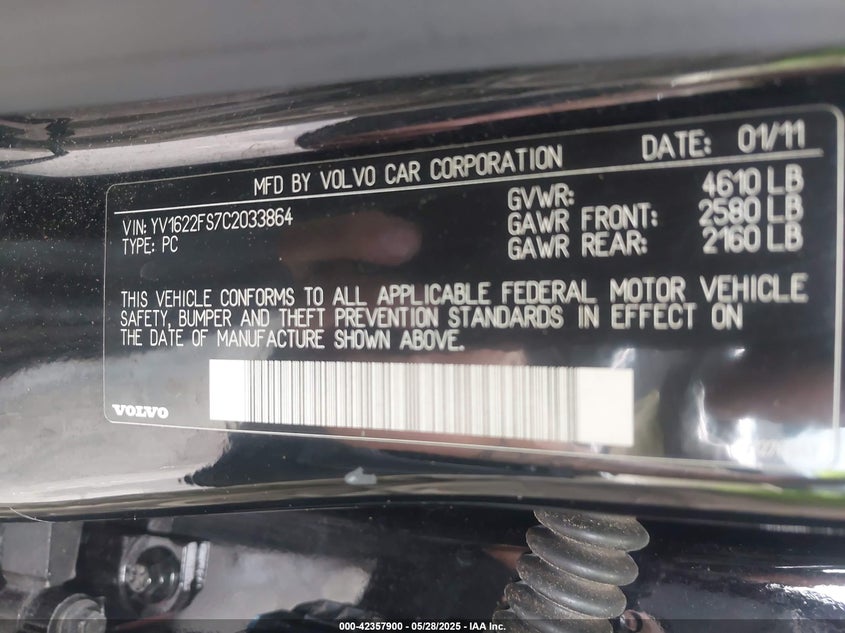 MFD BY VOLVO CAR CORPORATION DATE: 01/11
VIN: YV1622FS7C2033864 GVWR: 4610 LB
TYPE: PC GAWR FRONT: 2580 LB
GAWR REAR: 2160 LB
THIS VEHICLE CONFORMS TO ALL APPLICABLE FEDERAL MOTOR VEHICLE
SAFETY, BUMPER AND THEFT PREVENTION STANDARDS IN EFFECT ON
THE DATE OF MANUFACTURE SHOWN ABOVE.
VOLVO
000-42357900 - 05/28/2025 - IAA Inc.